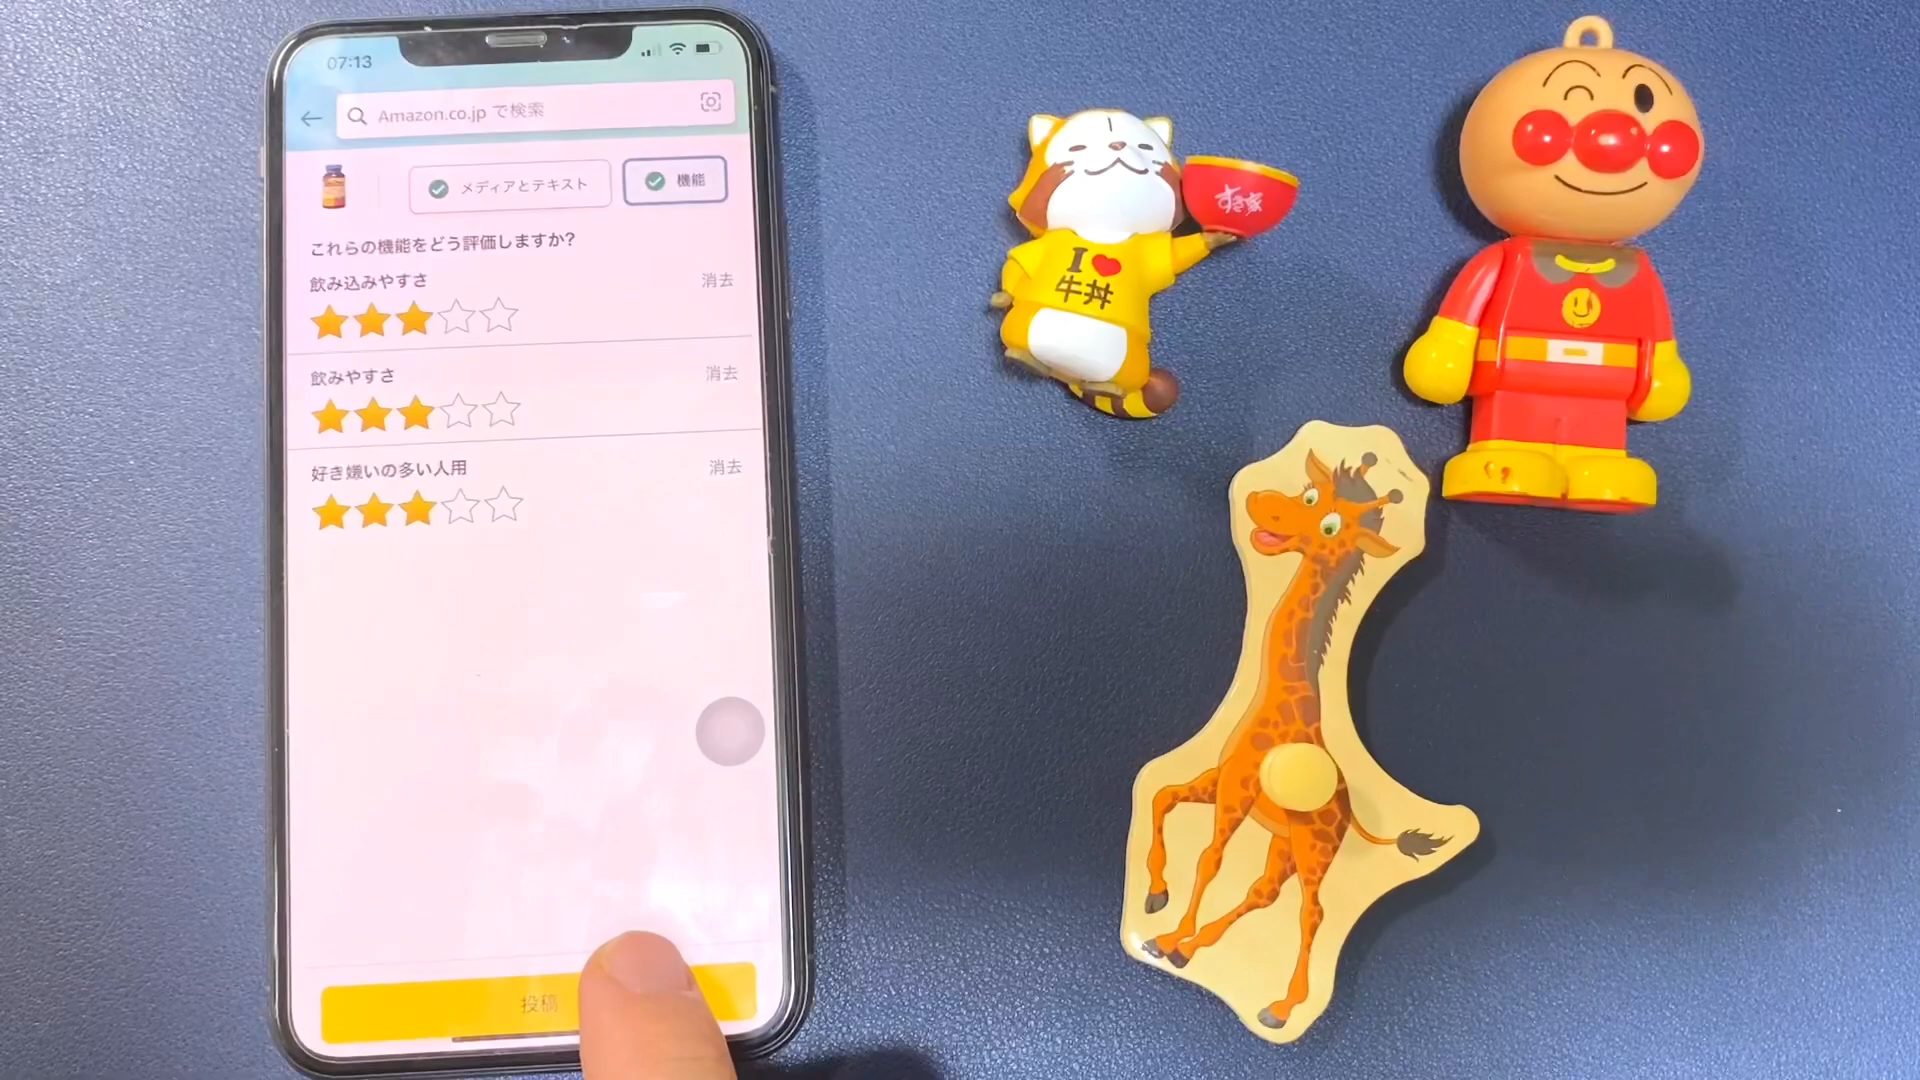 07:13
Amazon.co.jp で検索
メディアとテキスト
機能
これらの機能をどう評価しますか?
飲み込みやすさ
消去
飲みやすさ
消去
好き嫌いの多い人用
消去
投稿
すき家
I
牛丼